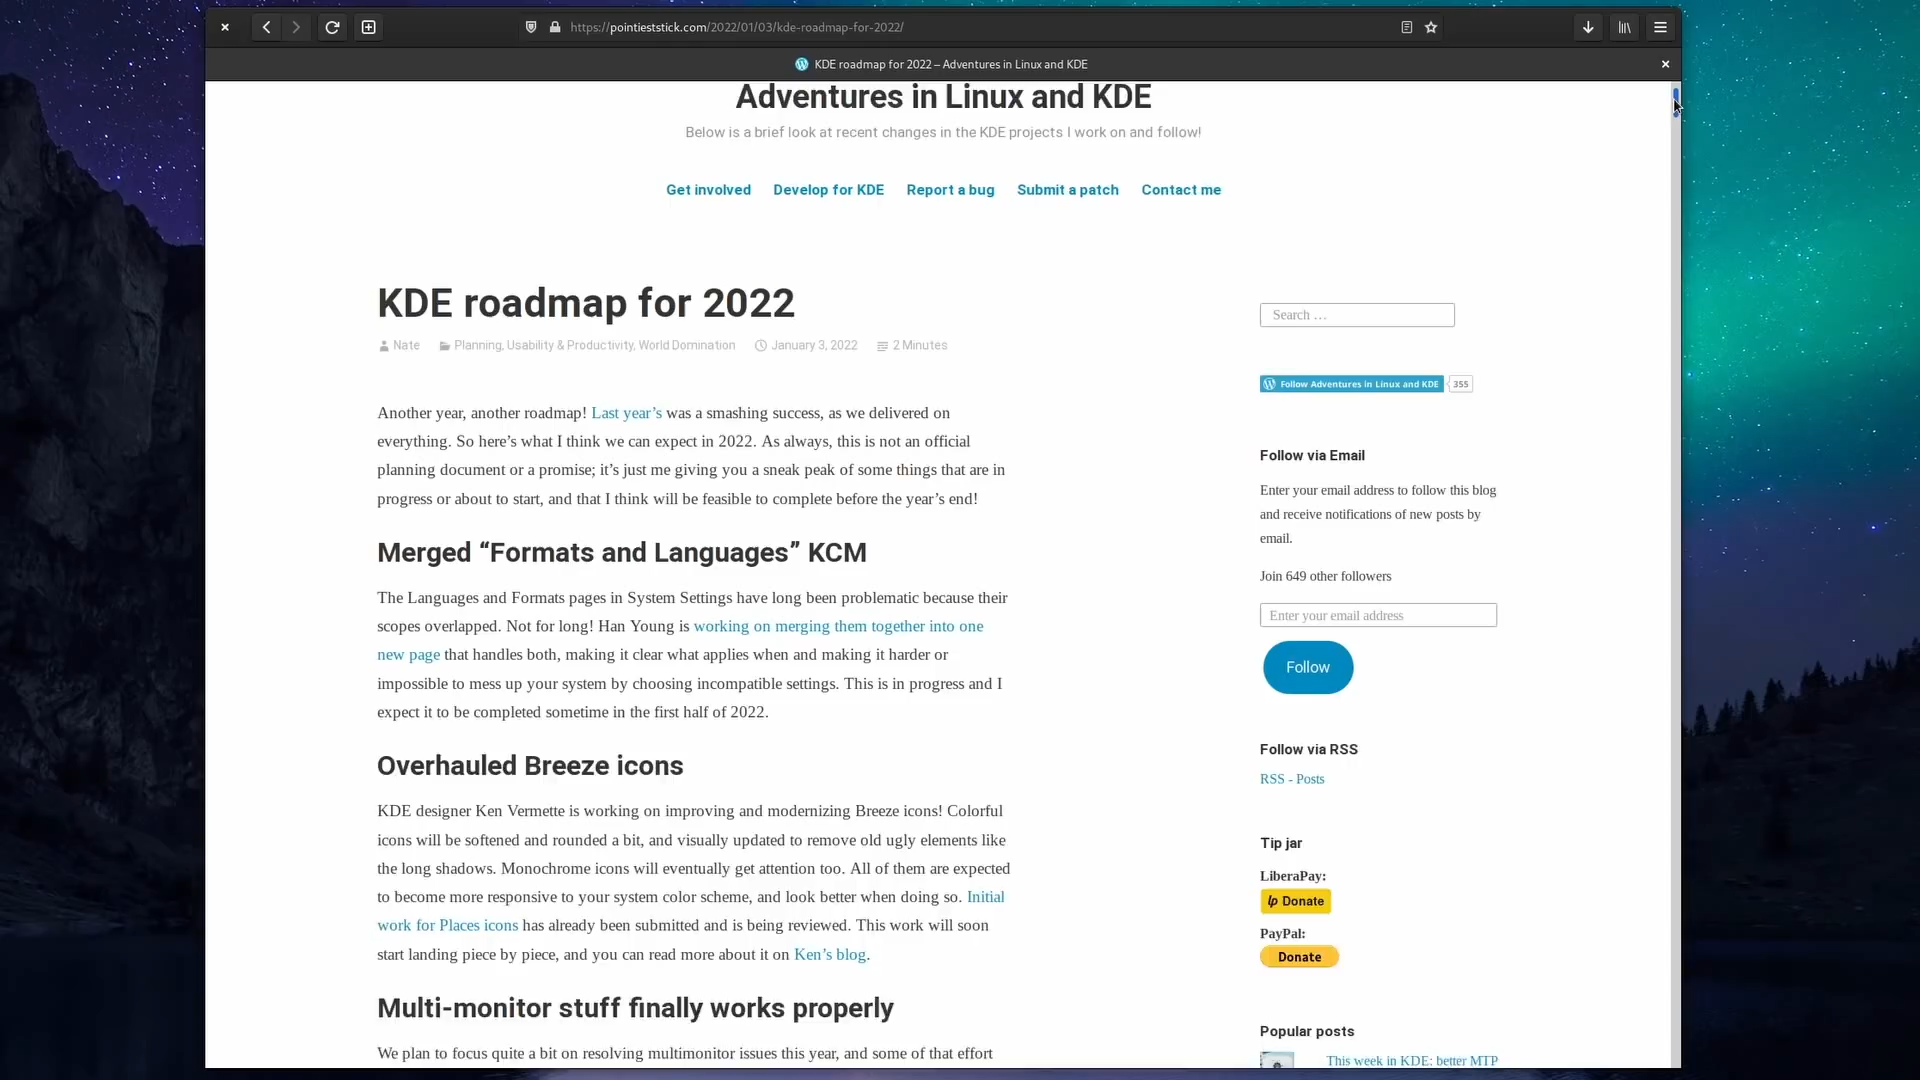 https://pointieststick.com/2022/01/03/kde-roadmap-for-2022/
KDE roadmap for 2022 – Adventures in Linux and KDE
Adventures in Linux and KDE
Below is a brief look at recent changes in the KDE projects I work on and follow!
Get involved Develop for KDE Report a bug Submit a patch Contact me
KDE roadmap for 2022
Nate Planning, Usability & Productivity, World Domination January 3, 2022 2 Minutes
Another year, another roadmap! Last year’s was a smashing success, as we delivered on
everything. So here’s what I think we can expect in 2022. As always, this is not an official
planning document or a promise; it’s just me giving you a sneak peak of some things that are in
progress or about to start, and that I think will be feasible to complete before the year’s end!
Merged “Formats and Languages” KCM
The Languages and Formats pages in System Settings have long been problematic because their
scopes overlapped. Not for long! Han Young is working on merging them together into one
new page that handles both, making it clear what applies when and making it harder or
impossible to mess up your system by choosing incompatible settings. This is in progress and I
expect it to be completed sometime in the first half of 2022.
Overhauled Breeze icons
KDE designer Ken Vermette is working on improving and modernizing Breeze icons! Colorful
icons will be softened and rounded a bit, and visually updated to remove old ugly elements like
the long shadows. Monochrome icons will eventually get attention too. All of them are expected
to become more responsive to your system color scheme, and look better when doing so. Initial
work for Places icons has already been submitted and is being reviewed. This work will soon
start landing piece by piece, and you can read more about it on Ken’s blog.
Multi-monitor stuff finally works properly
We plan to focus quite a bit on resolving multimonitor issues this year, and some of that effort
Search …
Follow Adventures in Linux and KDE 355
Follow via Email
Enter your email address to follow this blog
and receive notifications of new posts by
email.
Join 649 other followers
Enter your email address
Follow
Follow via RSS
RSS - Posts
Tip jar
LiberaPay:
lp Donate
PayPal:
Donate
Popular posts
This week in KDE: better MTP